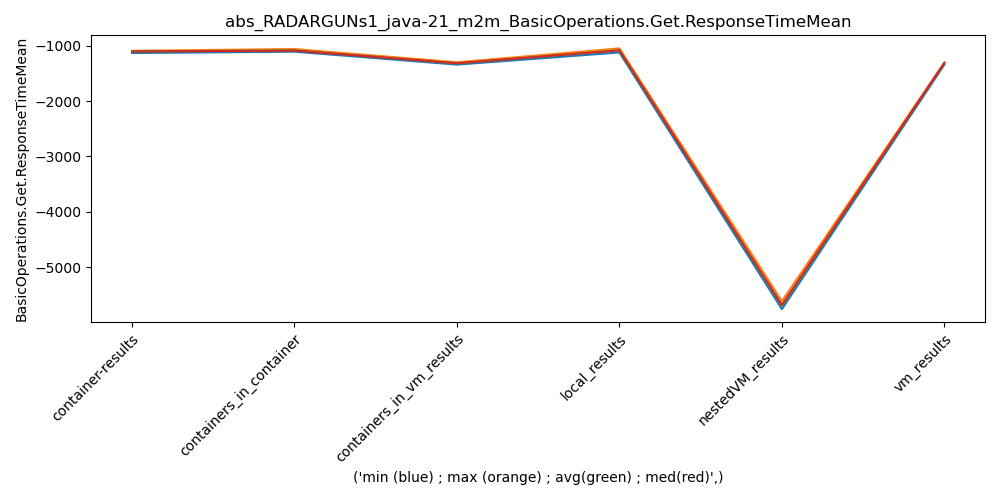 abs_RADARGUNs1_java-21_m2m_BasicOperations.Get.ResponseTimeMean
BasicOperations.Get.ResponseTimeMean
−1000
−2000
−3000
−4000
−5000
container-results
containers_in_container
containers_in_vm_results
local_results
nestedVM_results
vm_results
('min (blue) ; max (orange) ; avg(green) ; med(red)',)